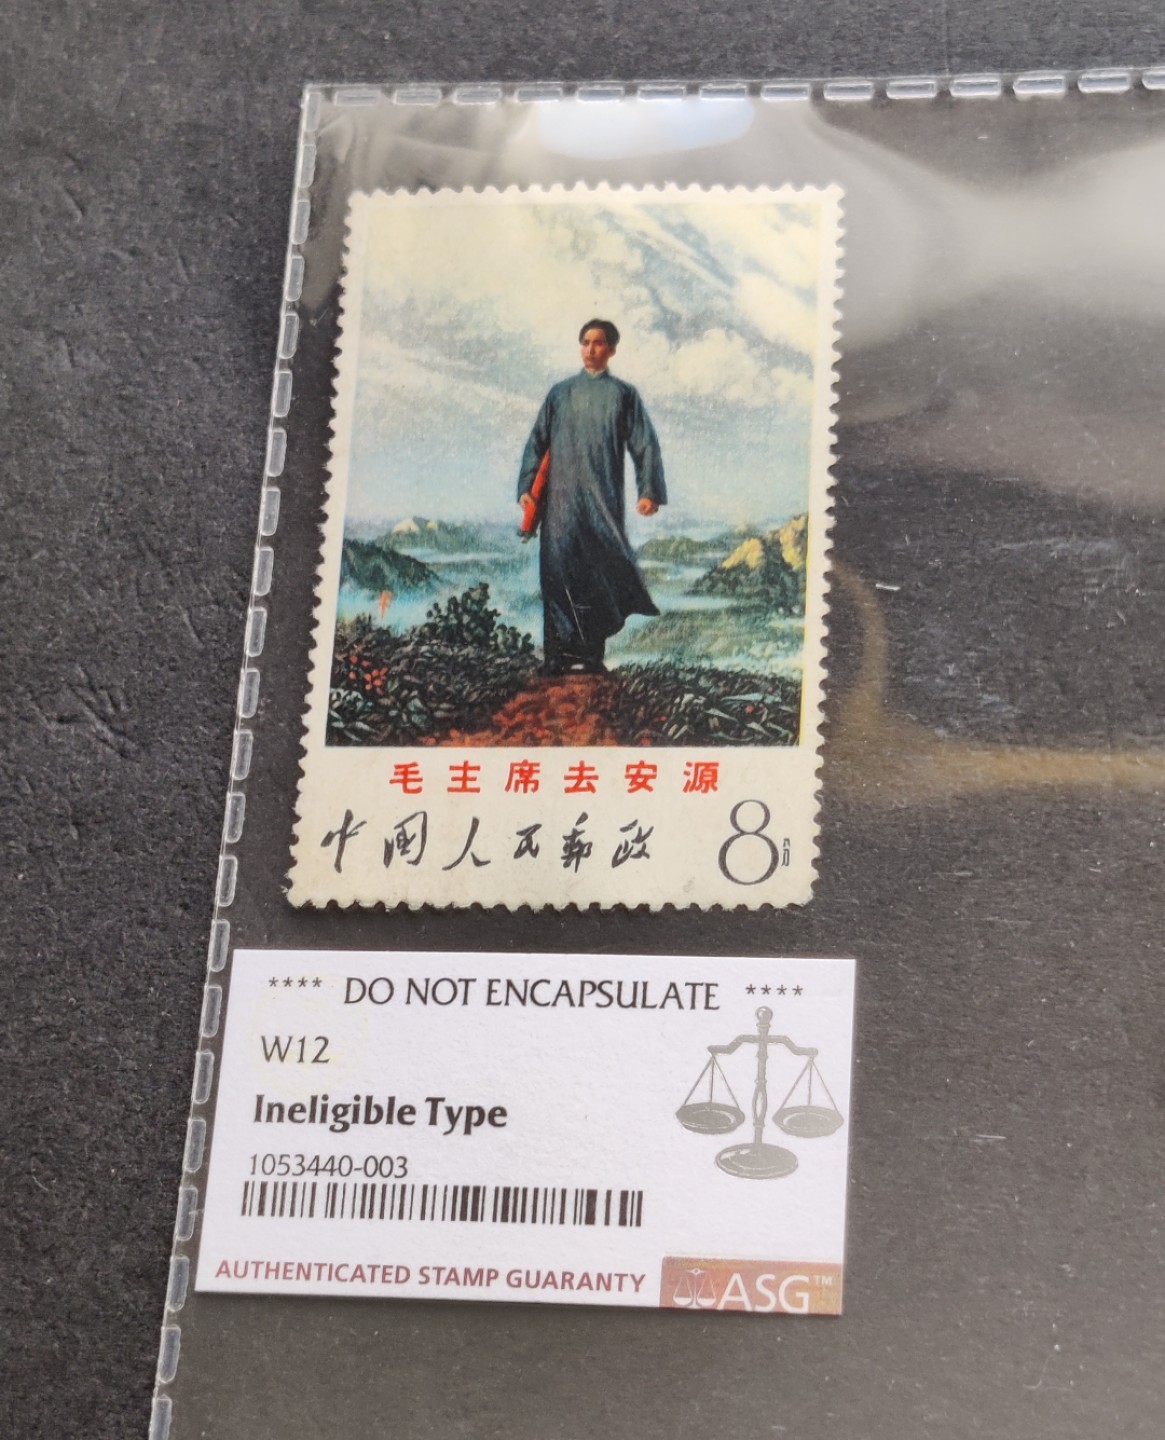 毛主席去安源
中国人民邮政
8分
**** DO NOT ENCAPSULATE ****
W12
Ineligible Type
1053440-003
AUTHENTICATED STAMP GUARANTY
ASG™